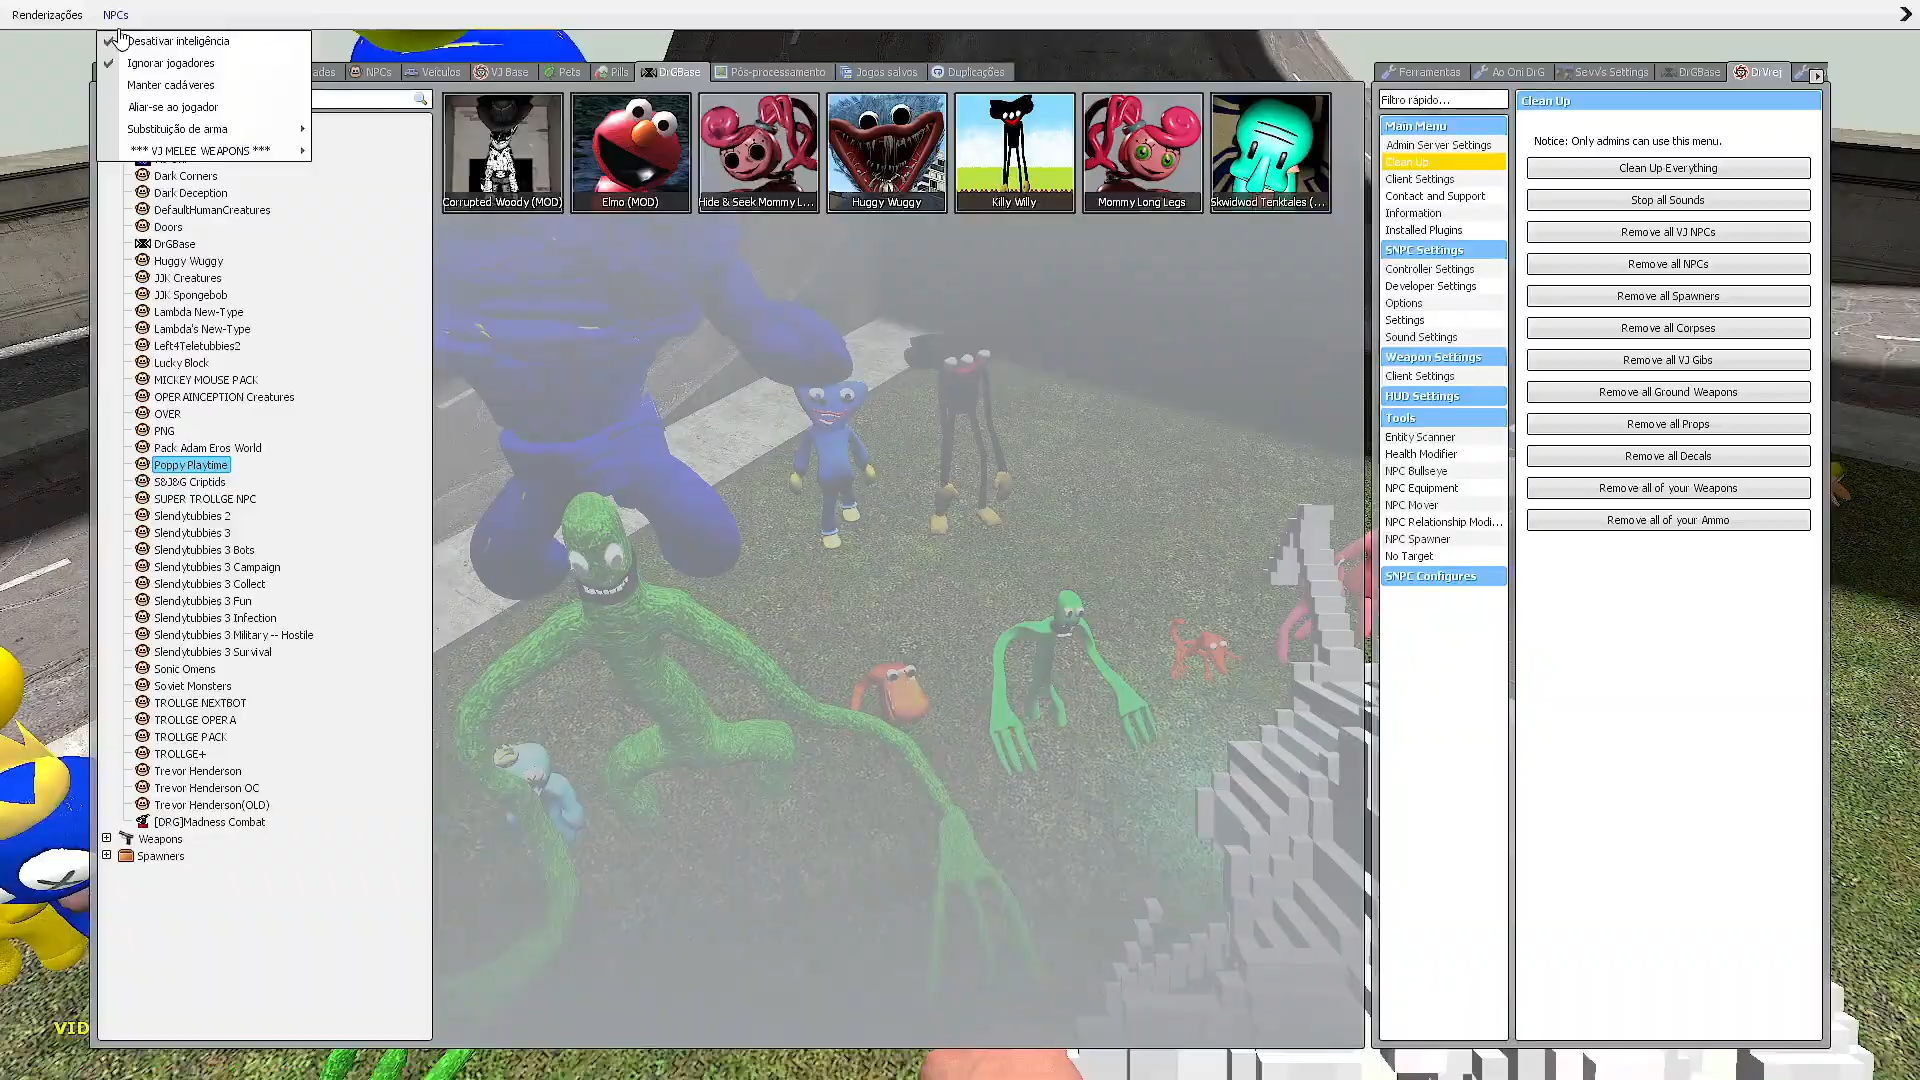 Renderizações NPCs
Desativar inteligência
Ignorar jogadores
Manter cadáveres
Aliar-se ao jogador
Substituição de arma
*** VJ MELEE WEAPONS ***
NPCs Veículos VJ Base Pets Pills DrGBase Pós-processamento Jogos salvos Duplicações
Dark Corners
Dark Deception
DefaultHumanCreatures
Doors
DrGBase
Huggy Wuggy
JJK Creatures
JJK Spongebob
Lambda New-Type
Lambda's New-Type
Left4Teletubbies2
Lucky Block
MICKEY MOUSE PACK
OPERAINCEPTION Creatures
OVER
PNG
Pack Adam Eros World
Poppy Playtime
S&J&G Criptids
SUPER TROLLGE NPC
Slendytubbies 2
Slendytubbies 3
Slendytubbies 3 Bots
Slendytubbies 3 Campaign
Slendytubbies 3 Collect
Slendytubbies 3 Fun
Slendytubbies 3 Infection
Slendytubbies 3 Military -- Hostile
Slendytubbies 3 Survival
Sonic Omens
Soviet Monsters
TROLLGE NEXTBOT
TROLLGE OPERA
TROLLGE PACK
TROLLGE+
Trevor Henderson
Trevor Henderson OC
Trevor Henderson(OLD)
[DRG]Madness Combat
Weapons
Spawners
VID
Corrupted Woody (MOD)
Elmo (MOD)
Hide & Seek Mommy L...
Huggy Wuggy
Killy Willy
Mommy Long Legs
Skwidwod Tenktales (...
Ferramentas Ao Oni DrG Sevv's Settings DrGBase DrVrej
Filtro rápido...
Main Menu
Admin Server Settings
Clean Up
Client Settings
Contact and Support
Information
Installed Plugins
SNPC Settings
Controller Settings
Developer Settings
Options
Settings
Sound Settings
Weapon Settings
Client Settings
HUD Settings
Tools
Entity Scanner
Health Modifier
NPC Bullseye
NPC Equipment
NPC Mover
NPC Relationship Modi...
NPC Spawner
No Target
SNPC Configures
Clean Up
Notice: Only admins can use this menu.
Clean Up Everything
Stop all Sounds
Remove all VJ NPCs
Remove all NPCs
Remove all Spawners
Remove all Corpses
Remove all VJ Gibs
Remove all Ground Weapons
Remove all Props
Remove all Decals
Remove all of your Weapons
Remove all of your Ammo